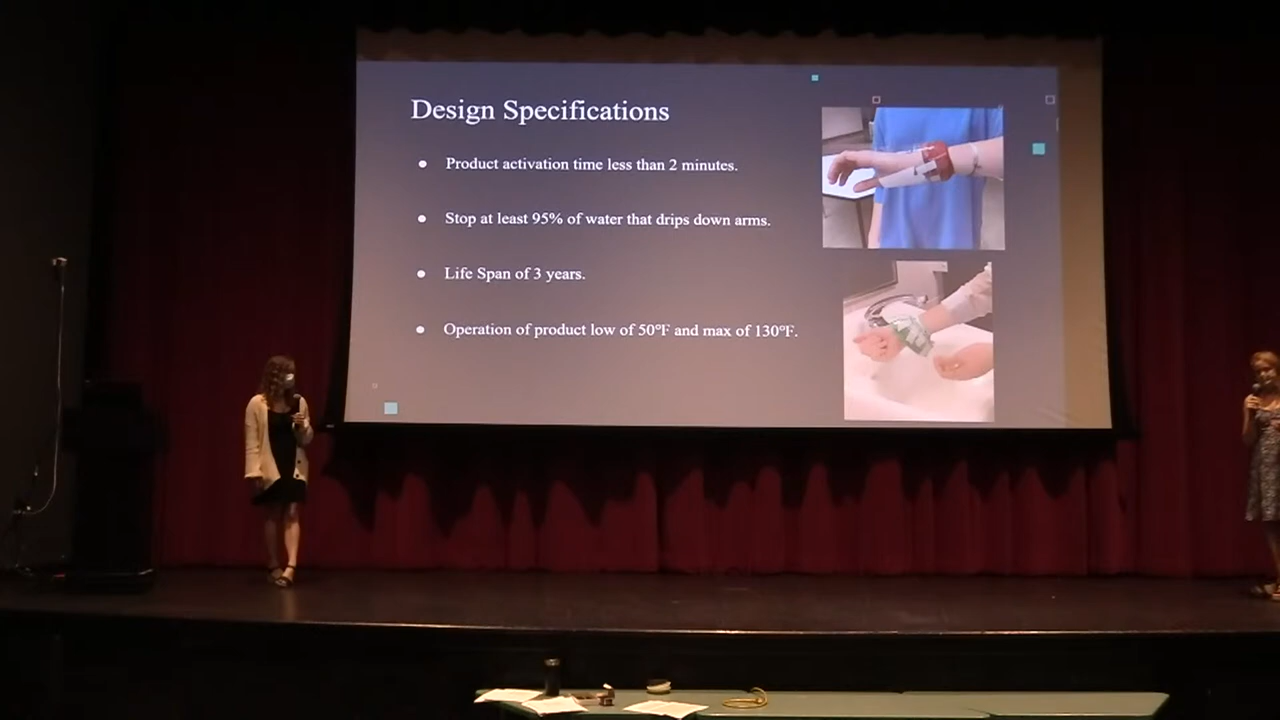 Design Specifications
● Product activation time less than 2 minutes.
● Stop at least 95% of water that drips down arms.
● Life Span of 3 years.
● Operation of product low of 50°F and max of 130°F.